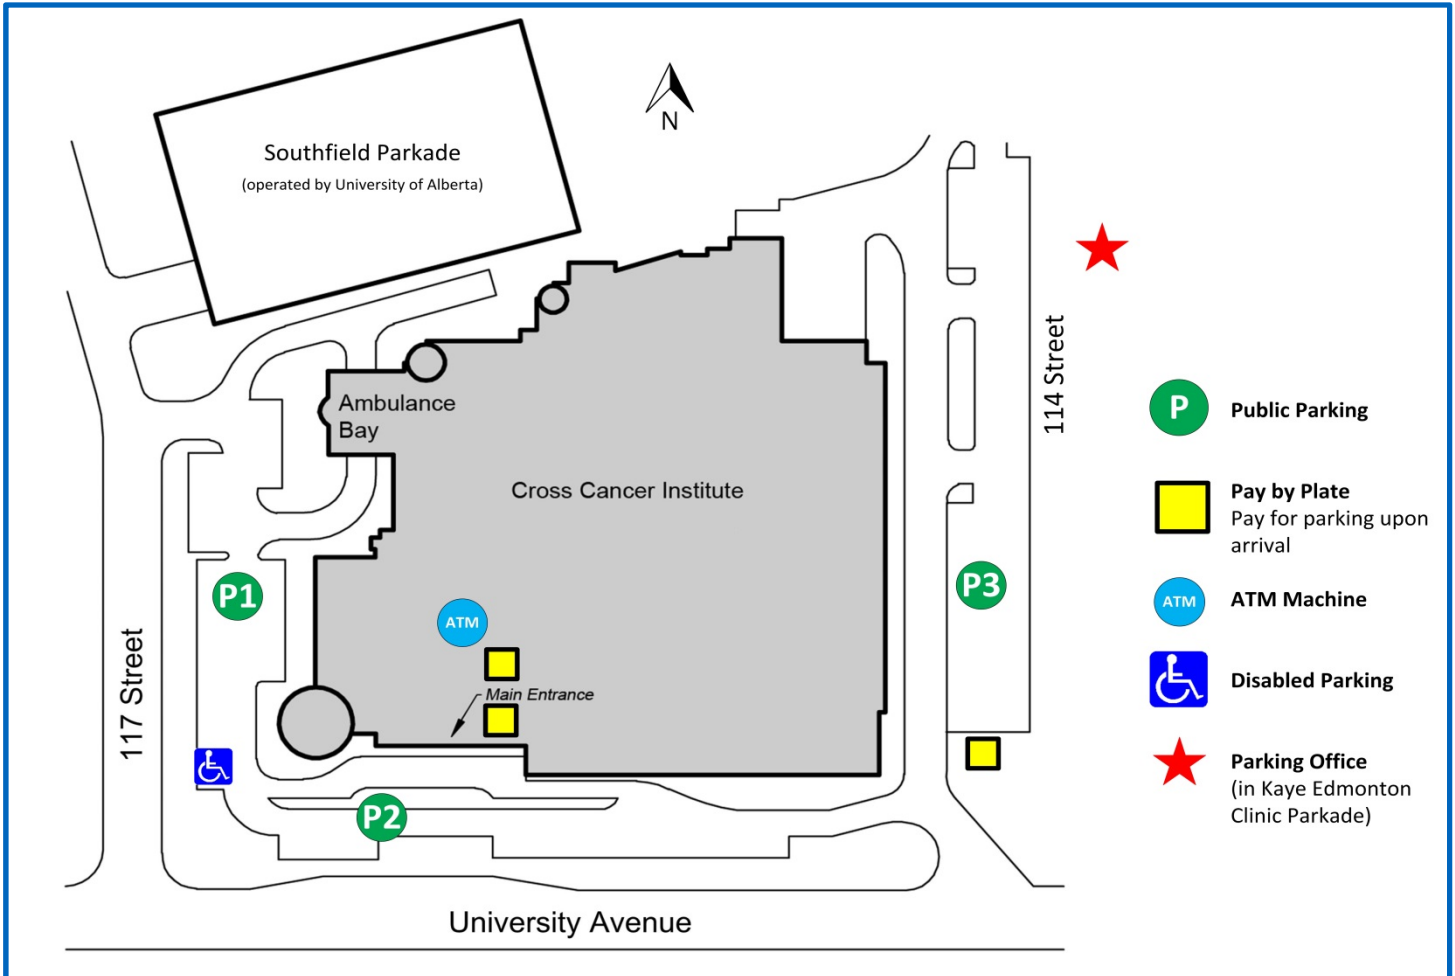 Southfield Parkade
(operated by University of Alberta)
N
Ambulance
Bay
Cross Cancer Institute
114 Street
P
Public Parking
Pay by Plate
Pay for parking upon
arrival
P1
P3
ATM
ATM
ATM Machine
117 Street
Main Entrance
Disabled Parking
P2
Parking Office
(in Kaye Edmonton
Clinic Parkade)
University Avenue